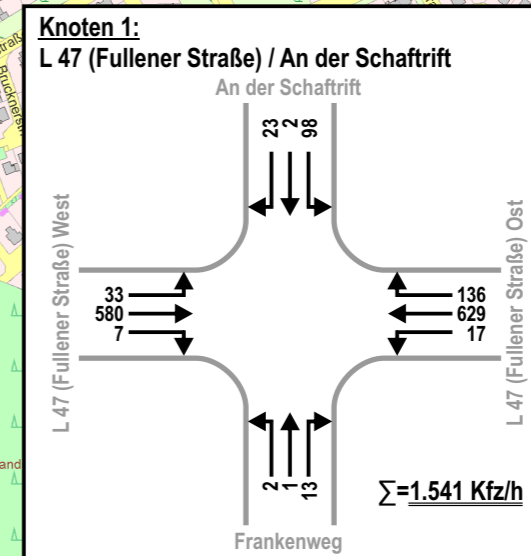 Knoten 1:
L 47 (Fullener Straße) / An der Schaftrift
An der Schaftrift
23
2
98
L 47 (Fullener Straße) West
33
580
7
136
629
17
L 47 (Fullener Straße) Ost
2
1
13
∑=1.541 Kfz/h
Frankenweg